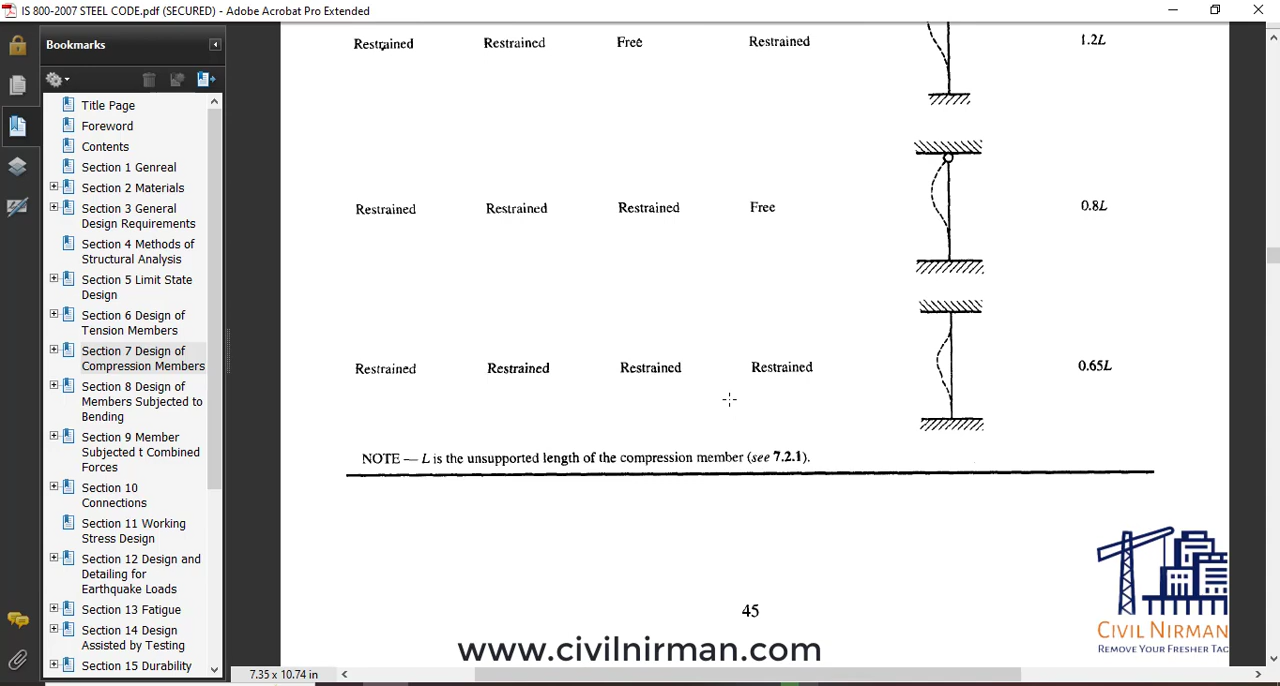 IS 800-2007 STEEL CODE.pdf (SECURED) - Adobe Acrobat Pro Extended
Bookmarks
Title Page
Foreword
Contents
Section 1 Genreal
Section 2 Materials
Section 3 General
Design Requirements
Section 4 Methods of
Structural Analysis
Section 5 Limit State
Design
Section 6 Design of
Tension Members
Section 7 Design of
Compression Members
Section 8 Design of
Members Subjected to
Bending
Section 9 Member
Subjected t Combined
Forces
Section 10
Connections
Section 11 Working
Stress Design
Section 12 Design and
Detailing for
Earthquake Loads
Section 13 Fatigue
Section 14 Design
Assisted by Testing
Section 15 Durability
Restrained Restrained Free Restrained 1.2L
Restrained Restrained Restrained Free 0.8L
Restrained Restrained Restrained Restrained 0.65L
NOTE — L is the unsupported length of the compression member (see 7.2.1).
45
CIVIL NIRMAN
REMOVE YOUR FRESHER TAC
www.civilnirman.com
7.35 x 10.74 in